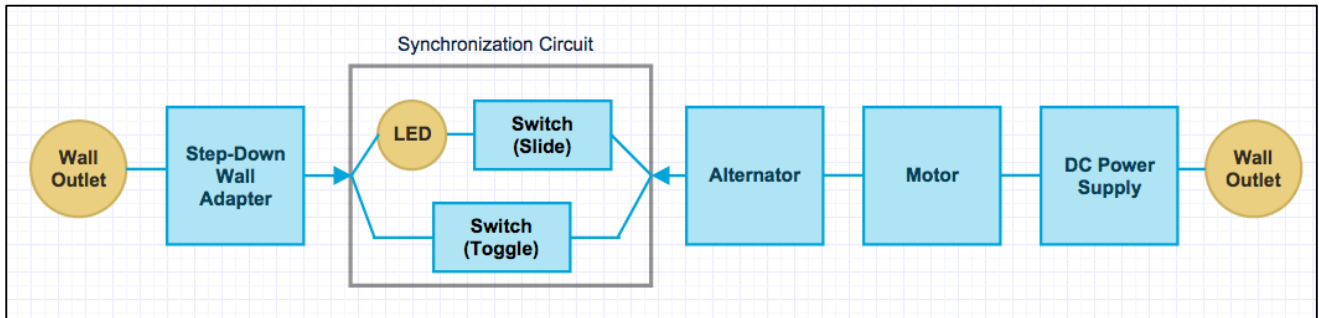 Synchronization Circuit
Wall
Outlet
Step-Down
Wall
Adapter
LED
Switch
(Slide)
Switch
(Toggle)
Alternator
Motor
DC Power
Supply
Wall
Outlet